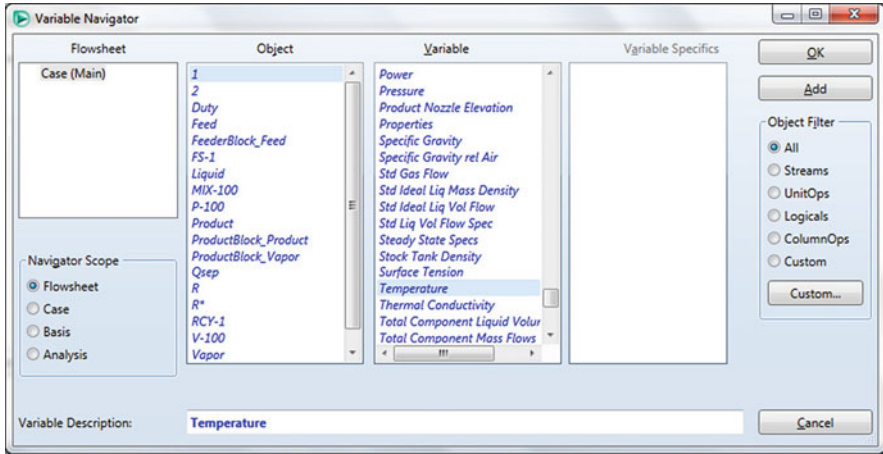 Variable Navigator
Flowsheet
Case (Main)
Navigator Scope
Flowsheet
Case
Basis
Analysis
Object
1
2
Duty
Feed
FeederBlock_Feed
FS-1
Liquid
MIX-100
P-100
Product
ProductBlock_Product
ProductBlock_Vapor
Qsep
R
R*
RCY-1
V-100
Vapor
Variable
Power
Pressure
Product Nozzle Elevation
Properties
Specific Gravity
Specific Gravity rel Air
Std Gas Flow
Std Ideal Liq Mass Density
Std Ideal Liq Vol Flow
Std Liq Vol Flow Spec
Steady State Specs
Stock Tank Density
Surface Tension
Temperature
Thermal Conductivity
Total Component Liquid Volur
Total Component Mass Flows
Variable Specifics
OK
Add
Object Filter
All
Streams
UnitOps
Logicals
ColumnOps
Custom
Custom...
Variable Description:
Temperature
Cancel